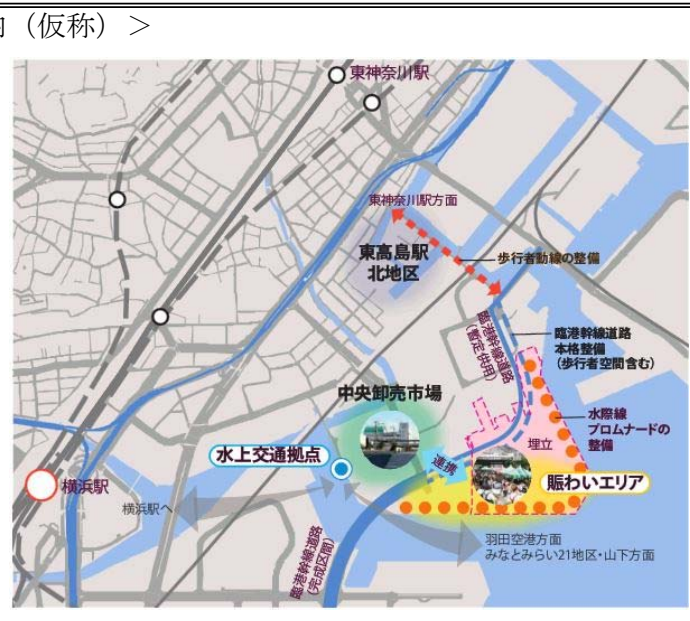 （仮称）＞
東神奈川駅
東神奈川駅方面
東高島駅
北地区
歩行者動線の整備
臨港幹線道路
(暫定供用)
臨港幹線道路
本格整備
(歩行者空間含む)
中央卸売市場
水際線
プロムナードの
整備
埋立
水上交通拠点
連携
賑わいエリア
横浜駅
横浜駅へ
臨港幹線道路
(完成区間)
羽田空港方面
みなとみらい21地区・山下方面